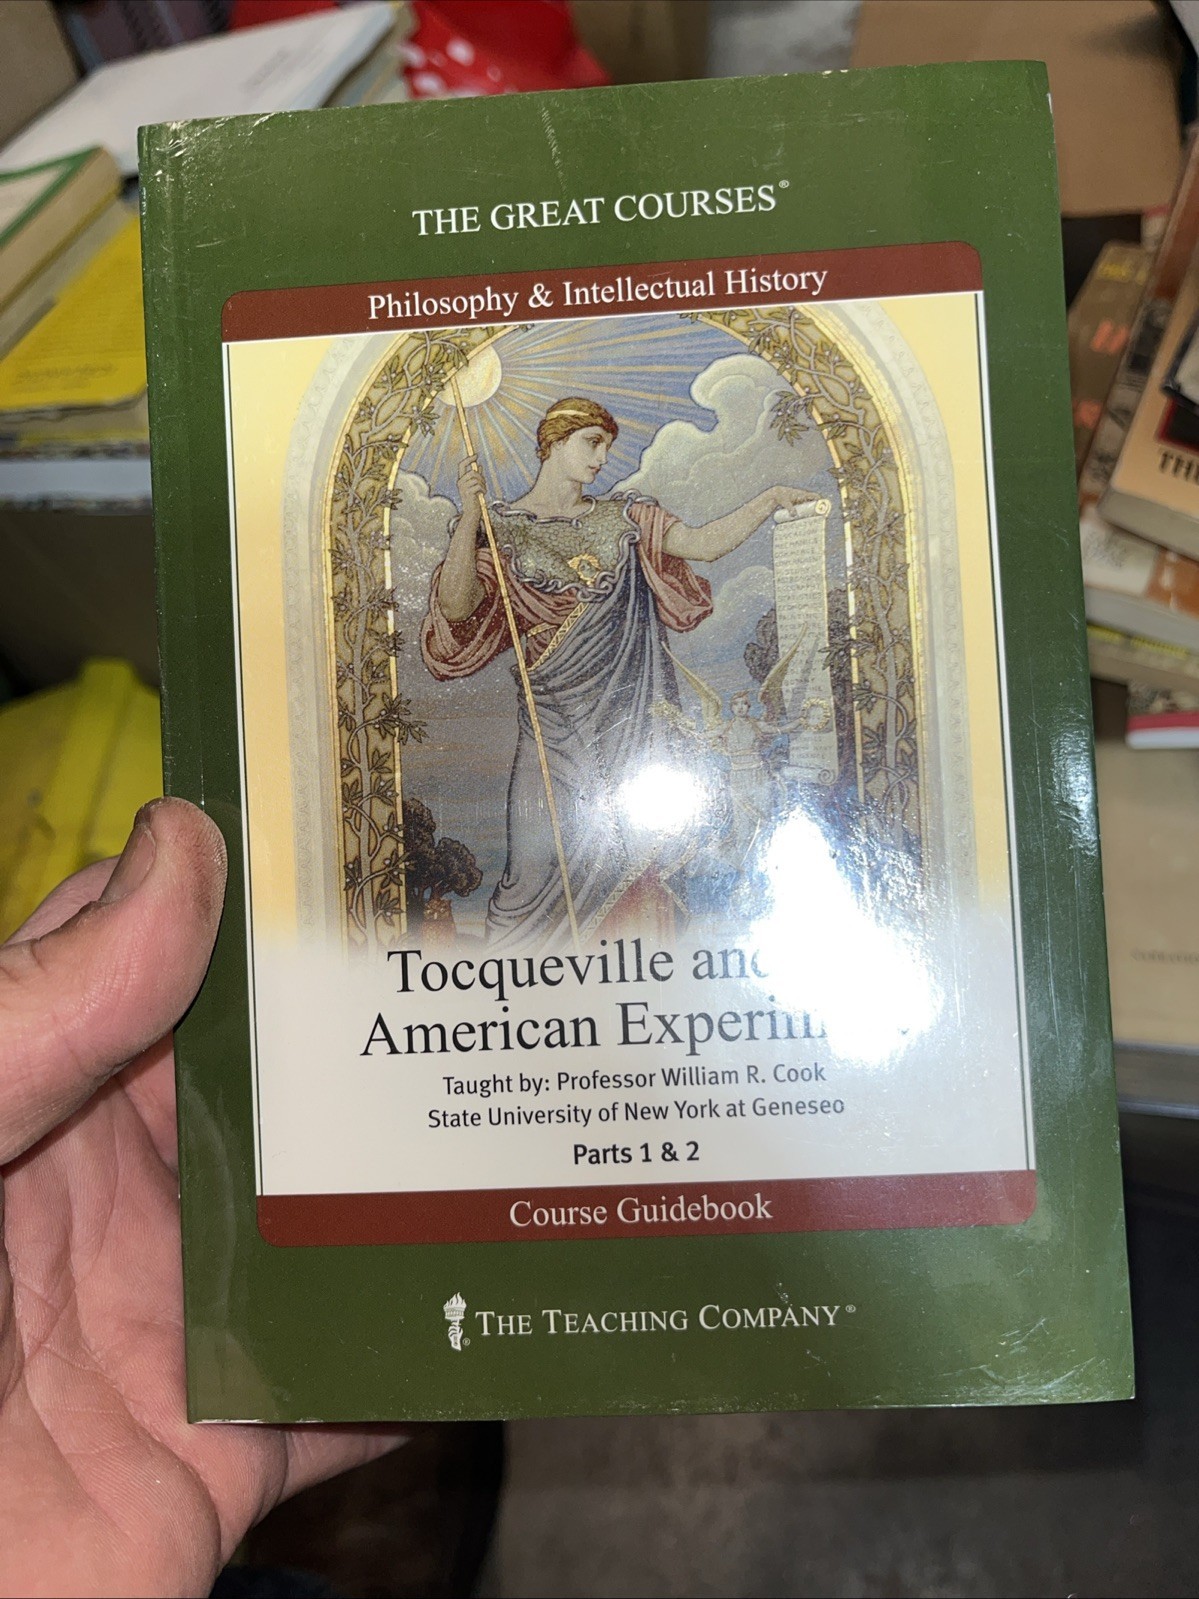 THE GREAT COURSES®
Philosophy & Intellectual History
Tocqueville and
American
Taught by: Professor William R. Cook
State University of New York at Geneseo
Parts 1 & 2
Course Guidebook
THE TEACHING COMPANY®